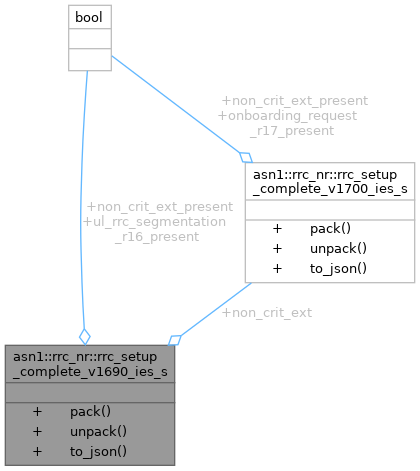 bool
+non_crit_ext_present
+onboarding_request
_r17_present
asn1::rrc_nr::rrc_setup
_complete_v1700_ies_s
+ pack()
+ unpack()
+ to_json()
+non_crit_ext_present
+ul_rrc_segmentation
_r16_present
+non_crit_ext
asn1::rrc_nr::rrc_setup
_complete_v1690_ies_s
+ pack()
+ unpack()
+ to_json()